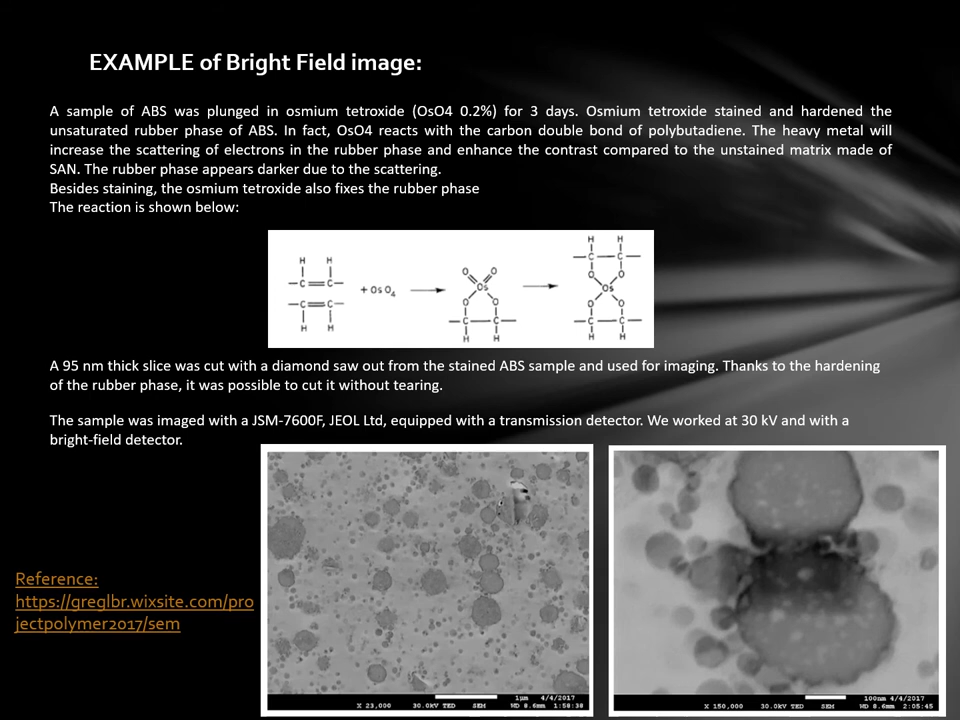 EXAMPLE of Bright Field image:
A sample of ABS was plunged in osmium tetroxide (OsO4 0.2%) for 3 days. Osmium tetroxide stained and hardened the
unsaturated rubber phase of ABS. In fact, OsO4 reacts with the carbon double bond of polybutadiene. The heavy metal will
increase the scattering of electrons in the rubber phase and enhance the contrast compared to the unstained matrix made of
SAN. The rubber phase appears darker due to the scattering.
Besides staining, the osmium tetroxide also fixes the rubber phase
The reaction is shown below:
H H
H H
H H
C C
O O
C C
+ OsO4
O O
Os
Os
C C
O O
O O
H H
C C
C C
H H
H H
A 95 nm thick slice was cut with a diamond saw out from the stained ABS sample and used for imaging. Thanks to the hardening
of the rubber phase, it was possible to cut it without tearing.
The sample was imaged with a JSM-7600F, JEOL Ltd, equipped with a transmission detector. We worked at 30 kV and with a
bright-field detector.
Reference:
https://greglbr.wixsite.com/pro
jectpolymer2017/sem
1µm 4/4/2017
X 23,000 30.0kV TED SEM WD 8.6mm 1:58:38
100nm 4/4/2017
X 150,000 30.0kV TED SEM WD 8.6mm 2:05:45